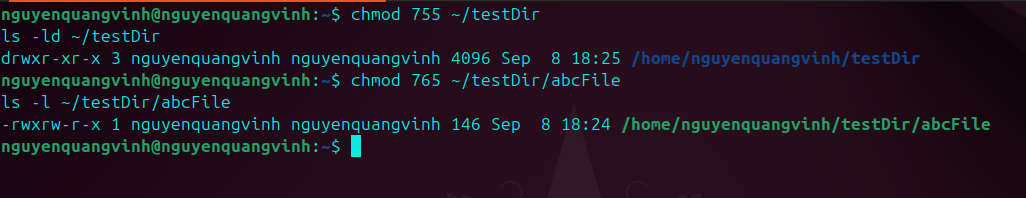 nguyenquangvinh@nguyenquangvinh:~$ chmod 755 ~/testDir
ls -ld ~/testDir
drwxr-xr-x 3 nguyenquangvinh nguyenquangvinh 4096 Sep  8 18:25 /home/nguyenquangvinh/testDir
nguyenquangvinh@nguyenquangvinh:~$ chmod 765 ~/testDir/abcFile
ls -l ~/testDir/abcFile
-rwxrw-r-x 1 nguyenquangvinh nguyenquangvinh 146 Sep  8 18:24 /home/nguyenquangvinh/testDir/abcFile
nguyenquangvinh@nguyenquangvinh:~$